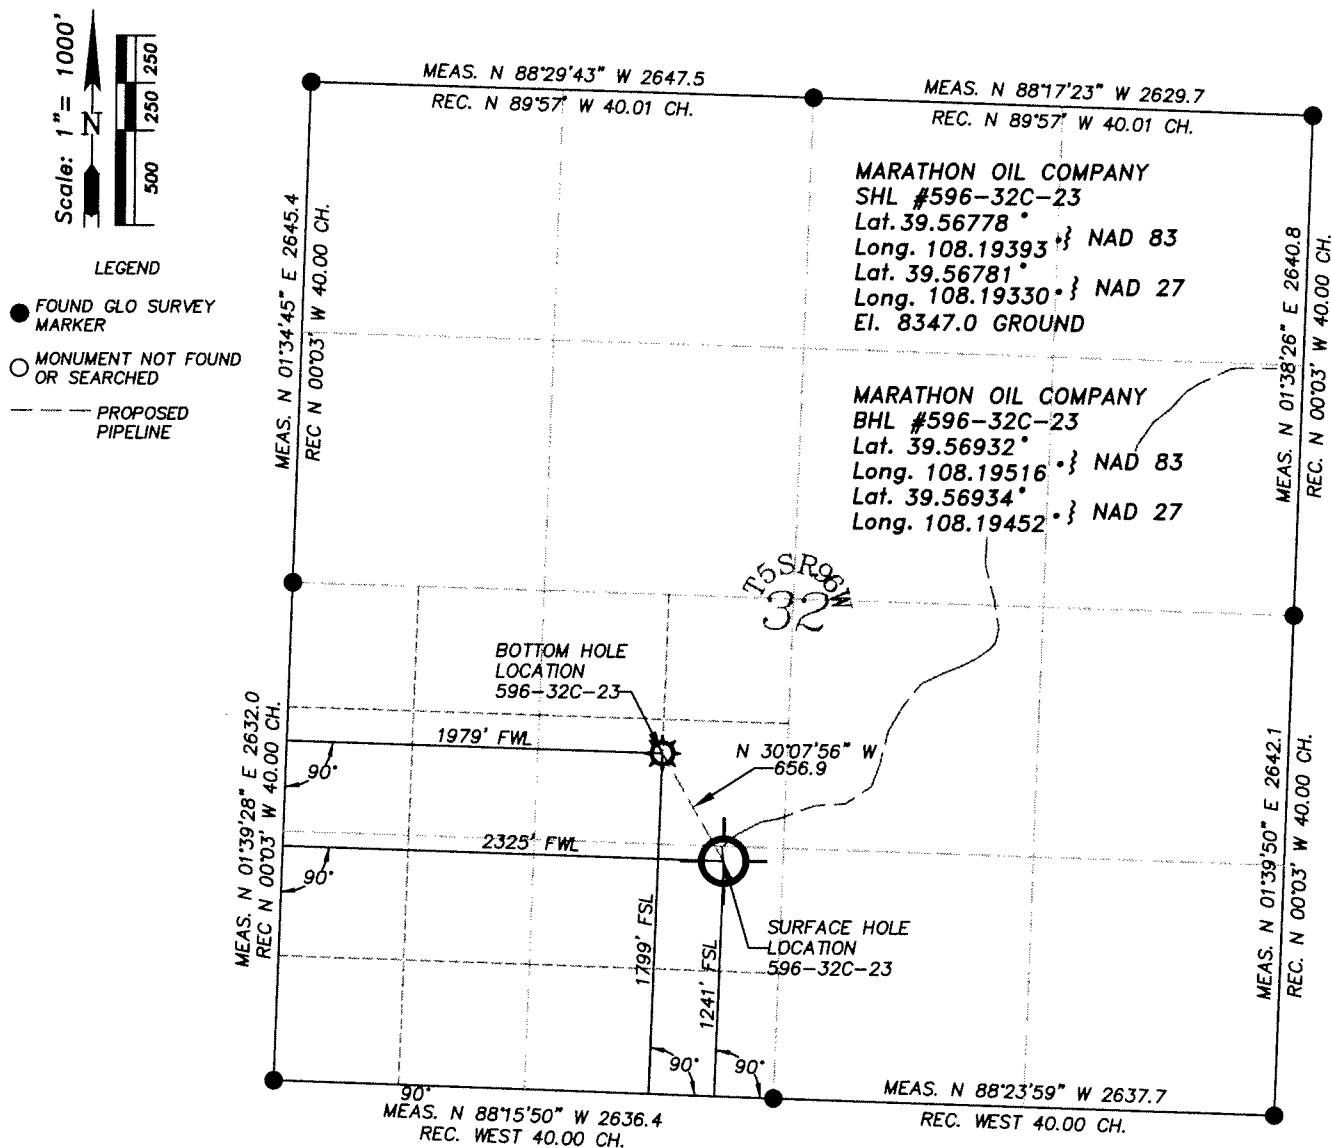 Scale: 1"= 1000'
N
250
250
500
LEGEND
FOUND GLO SURVEY
MARKER
MONUMENT NOT FOUND
OR SEARCHED
PROPOSED
PIPELINE
MEAS. N 88°29'43" W 2647.5
REC. N 89°57' W 40.01 CH.
MEAS. N 88°17'23" W 2629.7
REC. N 89°57' W 40.01 CH.
MEAS. N 01°34'45" E 2645.4
REC N 00°03' W 40.00 CH.
MARATHON OIL COMPANY
SHL #596-32C-23
Lat. 39.56778 °
Long. 108.19393 ° } NAD 83
Lat. 39.56781 °
Long. 108.19330 ° } NAD 27
El. 8347.0 GROUND
MARATHON OIL COMPANY
BHL #596-32C-23
Lat. 39.56932 °
Long. 108.19516 ° } NAD 83
Lat. 39.56934 °
Long. 108.19452 ° } NAD 27
MEAS. N 01°38'26" E 2640.8
REC. N 00°03' W 40.00 CH.
T5SR96W
32
BOTTOM HOLE
LOCATION
596-32C-23
1979' FWL
90°
N 30°07'56" W
656.9
2325' FWL
90°
MEAS. N 01°39'28" E 2632.0
REC N 00°03' W 40.00 CH.
1799' FSL
1241' FSL
SURFACE HOLE
LOCATION
596-32C-23
90°
90°
MEAS. N 01°39'50" E 2642.1
REC. N 00°03' W 40.00 CH.
90°
MEAS. N 88°15'50" W 2636.4
REC. WEST 40.00 CH.
MEAS. N 88°23'59" W 2637.7
REC. WEST 40.00 CH.